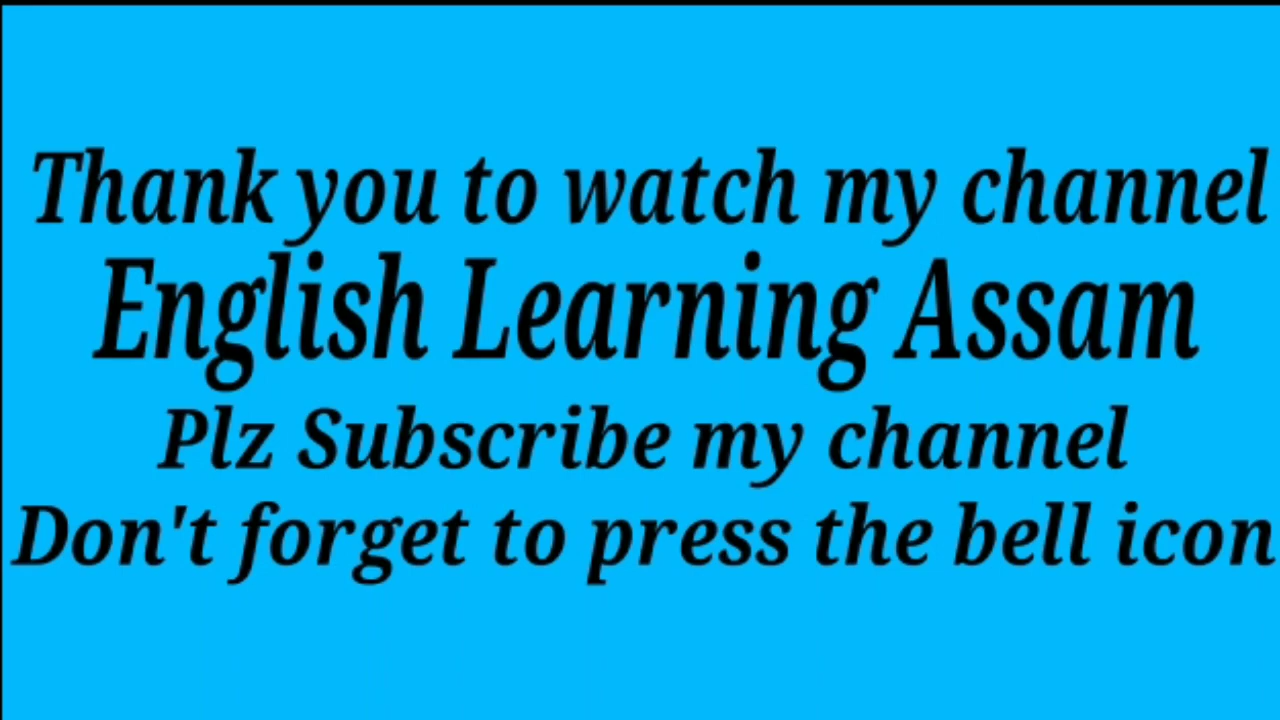 Thank you to watch my channel
English Learning Assam
Plz Subscribe my channel
Don't forget to press the bell icon